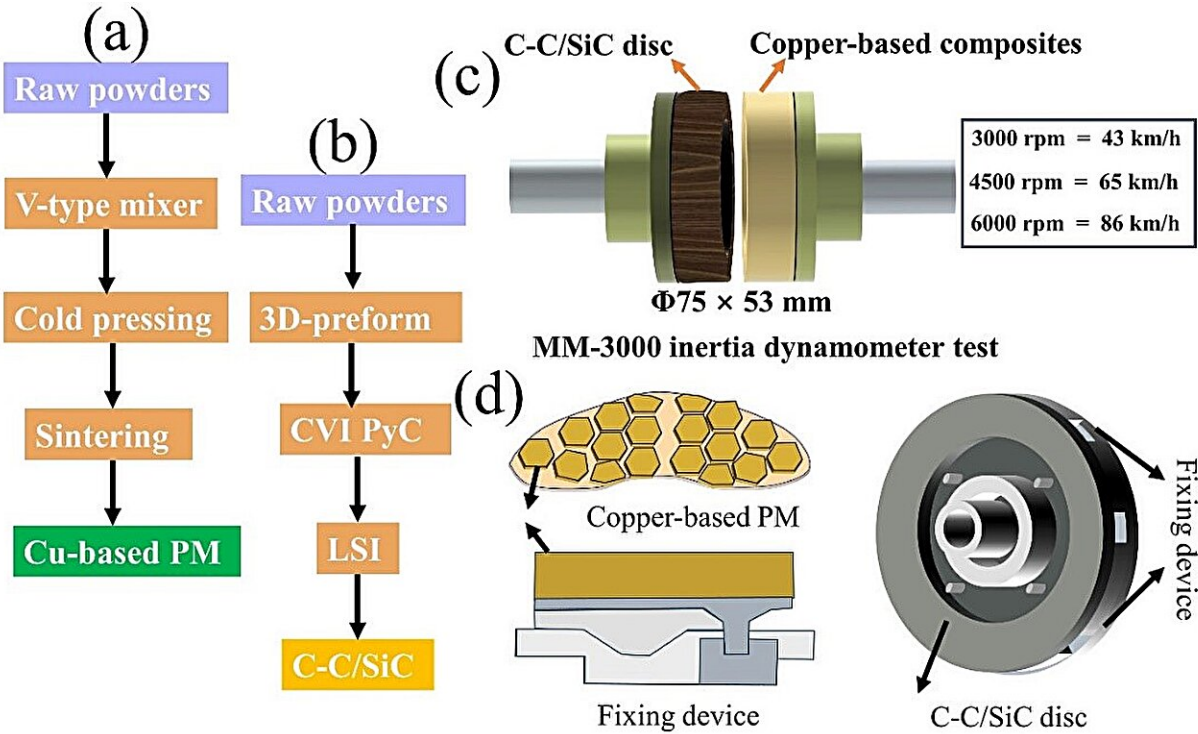 (a)
Raw powders
V-type mixer
Cold pressing
Sintering
Cu-based PM
(b)
Raw powders
3D-preform
CVI PyC
LSI
C-C/SiC
(c)
C-C/SiC disc
Copper-based composites
3000 rpm = 43 km/h
4500 rpm = 65 km/h
6000 rpm = 86 km/h
Φ75 × 53 mm
MM-3000 inertia dynamometer test
(d)
Copper-based PM
Fixing device
Fixing device
C-C/SiC disc